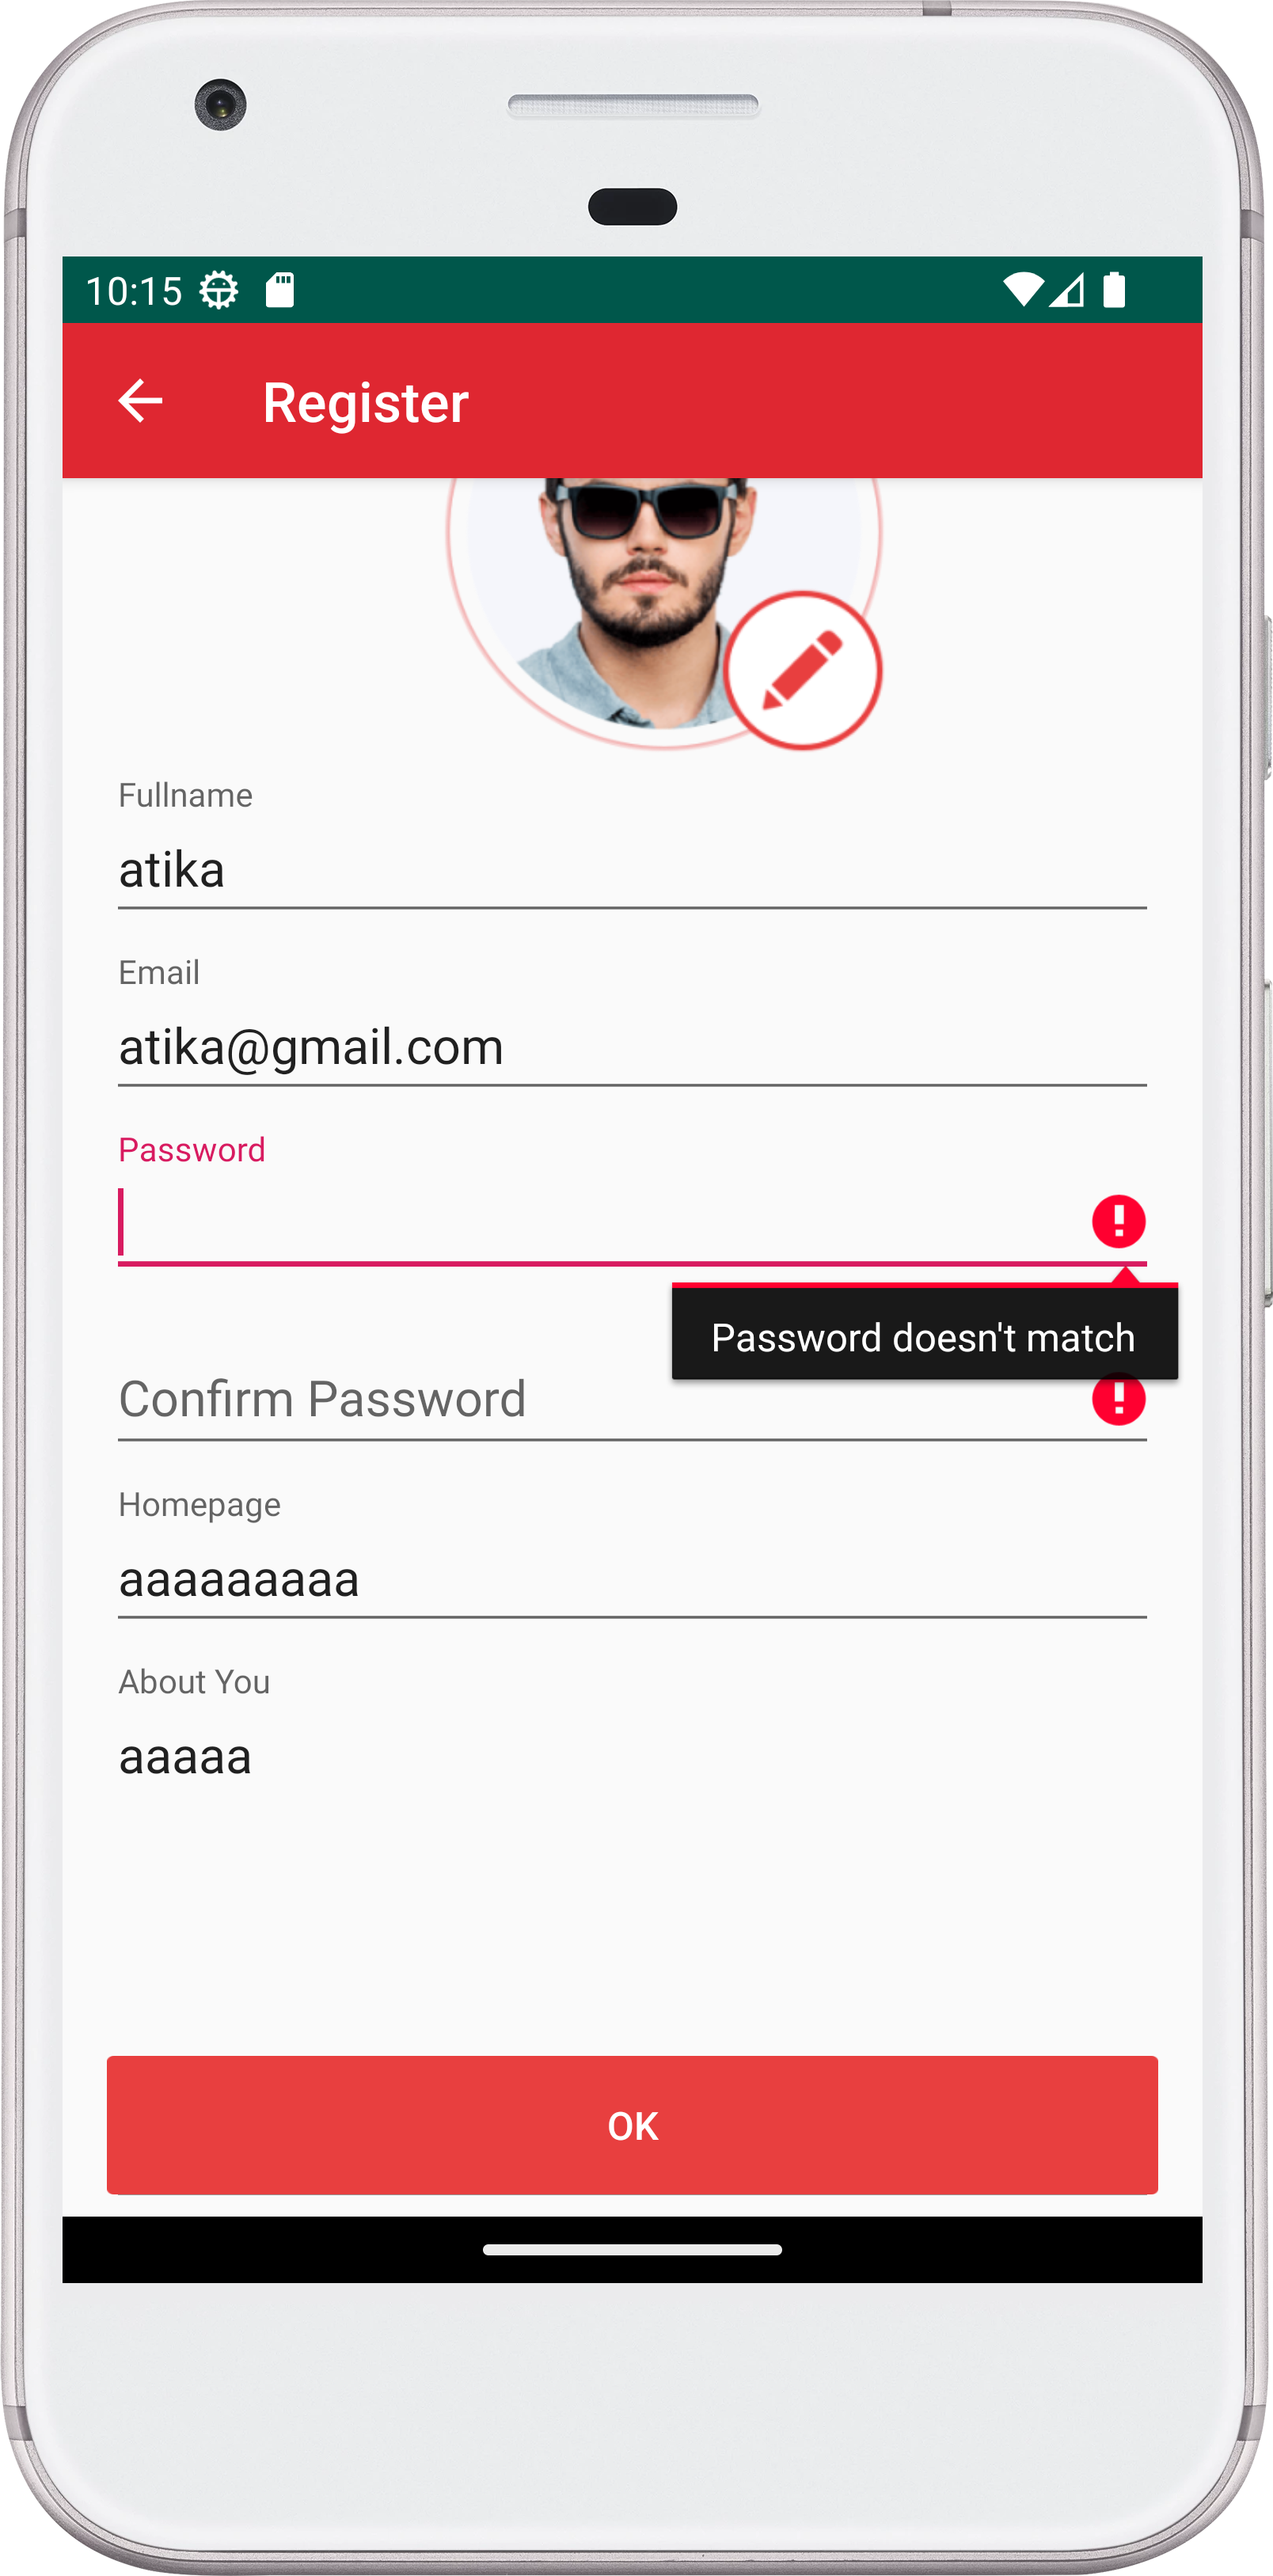 10:15
Register
Fullname
atika
Email
atika@gmail.com
Password
Password doesn't match
Confirm Password
Homepage
aaaaaaaaa
About You
aaaaa
OK